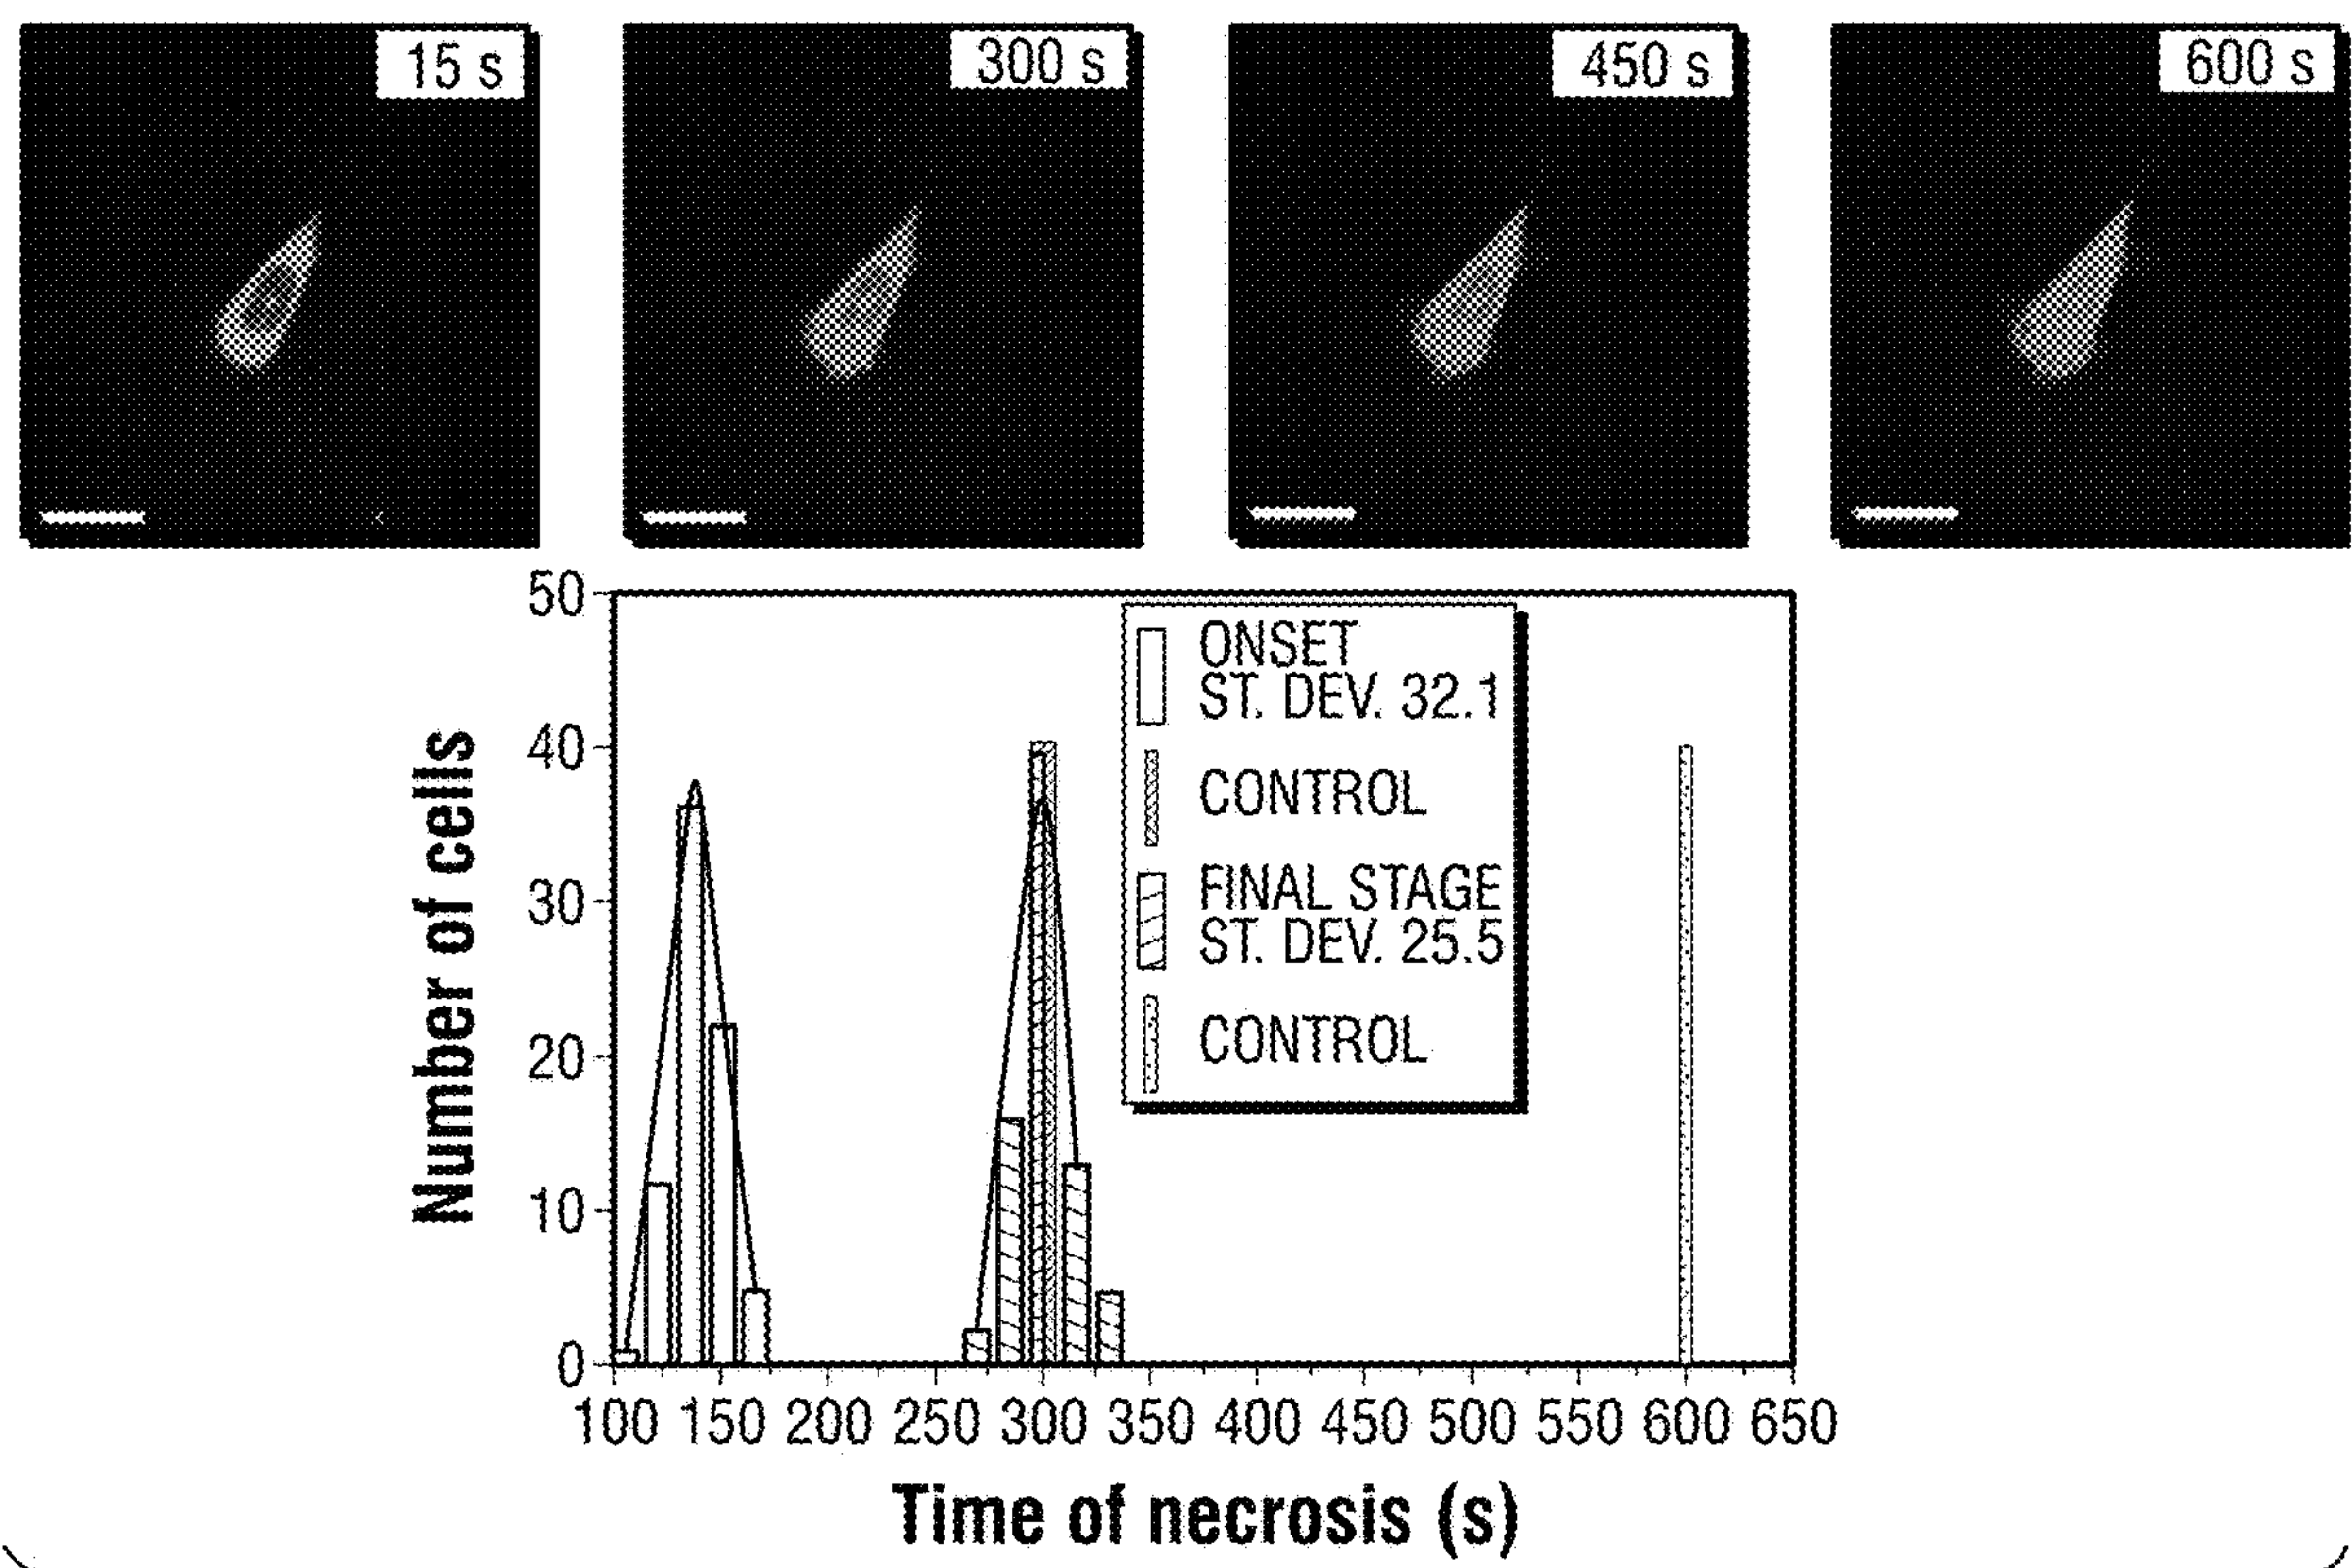 15 s
300 s
450 s
600 s
50
40
30
20
10
0
Number of cells
ONSET
ST. DEV. 32.1
CONTROL
FINAL STAGE
ST. DEV. 25.5
CONTROL
100 150 200 250 300 350 400 450 500 550 600 650
Time of necrosis (s)